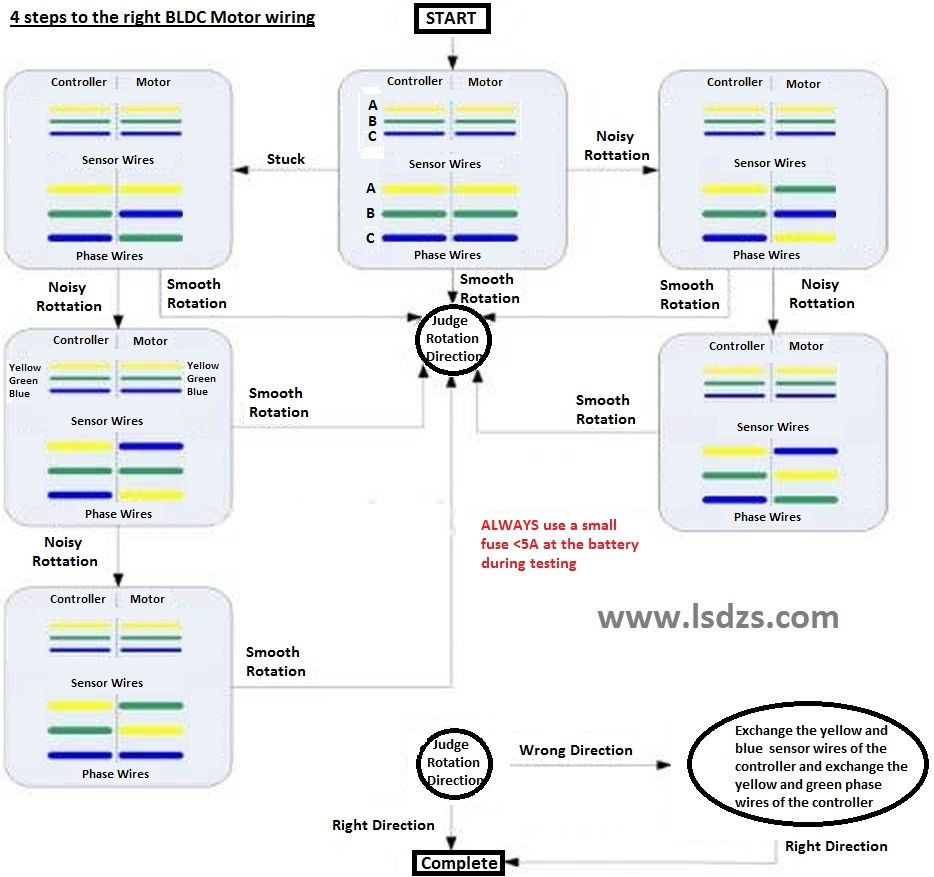 4 steps to the right BLDC Motor wiring
START
Controller Motor
Sensor Wires
Phase Wires
Stuck
Controller Motor
A
B
C
Sensor Wires
A
B
C
Phase Wires
Noisy
Rottation
Controller Motor
Sensor Wires
Phase Wires
Noisy
Rottation
Smooth
Rotation
Smooth
Rotation
Smooth
Rotation
Noisy
Rottation
Judge
Rotation
Direction
Controller Motor
Yellow
Green
Blue
Yellow
Green
Blue
Sensor Wires
Phase Wires
Smooth
Rotation
Smooth
Rotation
Controller Motor
Sensor Wires
Phase Wires
Noisy
Rottation
ALWAYS use a small
fuse <5A at the battery
during testing
www.lsdzs.com
Controller Motor
Sensor Wires
Phase Wires
Smooth
Rotation
Judge
Rotation
Direction
Wrong Direction
Exchange the yellow and
blue sensor wires of the
controller and exchange the
yellow and green phase
wires of the controller
Right Direction
Right Direction
Complete